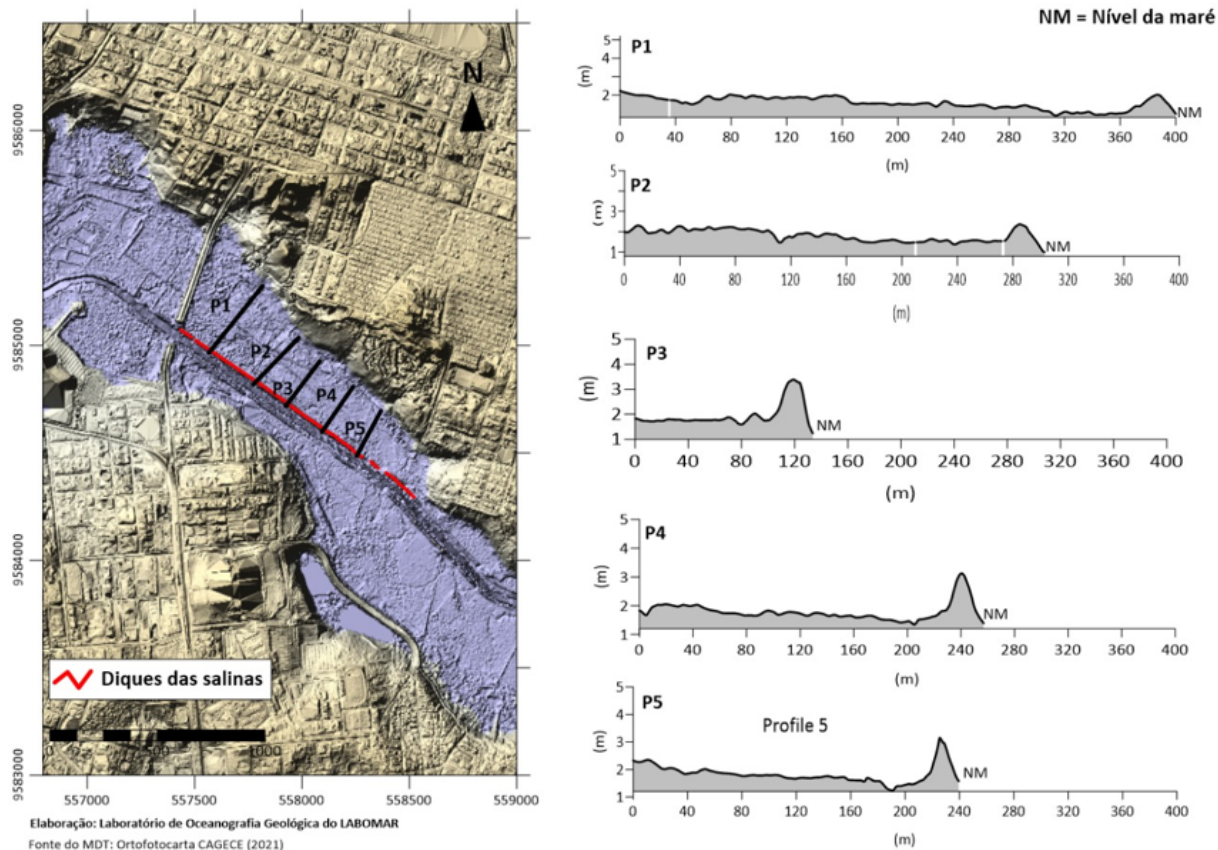 NM = Nível da maré
N
9586000
9585000
9584000
9583000
P1
P2
P3
P4
P5
Diques das salinas
0 500 1000
557000 557500 558000 558500 559000
Elaboração: Laboratório de Oceanografia Geológica do LABOMAR
Fonte do MDT: Ortofotocarta CAGECE (2021)
P1
5
4
2
(m)
NM
0 40 80 120 160 200 240 280 320 360 400
(m)
P2
5
3
2
1
(m)
NM
0 40 80 120 160 200 240 280 320 360 400
(m)
P3
5
4
3
2
1
(m)
NM
0 40 80 120 160 200 240 280 320 360 400
(m)
P4
5
4
3
2
1
(m)
NM
0 40 80 120 160 200 240 280 320 360 400
(m)
P5
Profile 5
5
4
3
2
1
(m)
NM
0 40 80 120 160 200 240 280 320 360 400
(m)